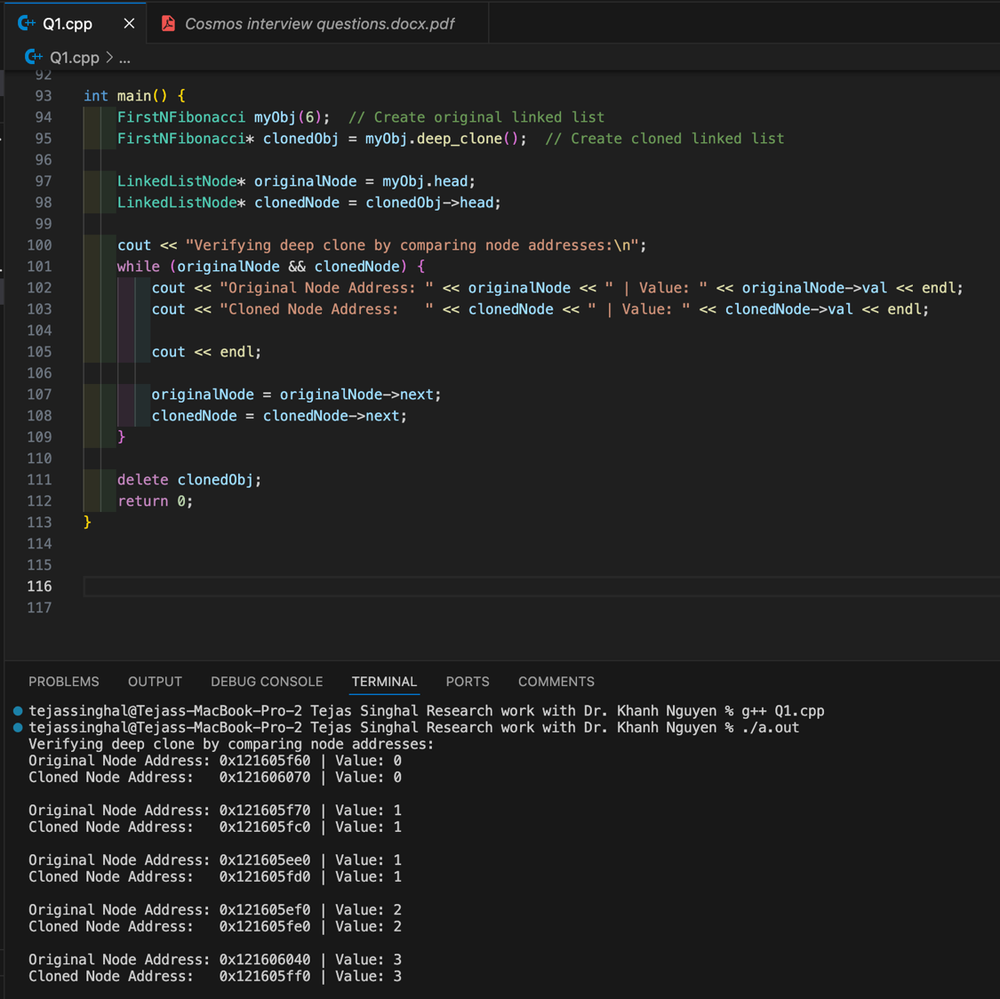 Q1.cpp
Cosmos interview questions.docx.pdf
Q1.cpp > ...
92
93 int main() {
94 FirstNFibonacci myObj(6); // Create original linked list
95 FirstNFibonacci* clonedObj = myObj.deep_clone(); // Create cloned linked list
96
97 LinkedListNode* originalNode = myObj.head;
98 LinkedListNode* clonedNode = clonedObj->head;
99
100 cout << "Verifying deep clone by comparing node addresses:\n";
101 while (originalNode && clonedNode) {
102 cout << "Original Node Address: " << originalNode << " | Value: " << originalNode->val << endl;
103 cout << "Cloned Node Address:   " << clonedNode << " | Value: " << clonedNode->val << endl;
104
105 cout << endl;
106
107 originalNode = originalNode->next;
108 clonedNode = clonedNode->next;
109 }
110
111 delete clonedObj;
112 return 0;
113 }
114
115
116
117
PROBLEMS OUTPUT DEBUG CONSOLE TERMINAL PORTS COMMENTS
tejassinghal@Tejass-MacBook-Pro-2 Tejas Singhal Research work with Dr. Khanh Nguyen % g++ Q1.cpp
tejassinghal@Tejass-MacBook-Pro-2 Tejas Singhal Research work with Dr. Khanh Nguyen % ./a.out
Verifying deep clone by comparing node addresses:
Original Node Address: 0x121605f60 | Value: 0
Cloned Node Address:   0x121606070 | Value: 0
Original Node Address: 0x121605f70 | Value: 1
Cloned Node Address:   0x121605fc0 | Value: 1
Original Node Address: 0x121605ee0 | Value: 1
Cloned Node Address:   0x121605fd0 | Value: 1
Original Node Address: 0x121605ef0 | Value: 2
Cloned Node Address:   0x121605fe0 | Value: 2
Original Node Address: 0x121606040 | Value: 3
Cloned Node Address:   0x121605ff0 | Value: 3